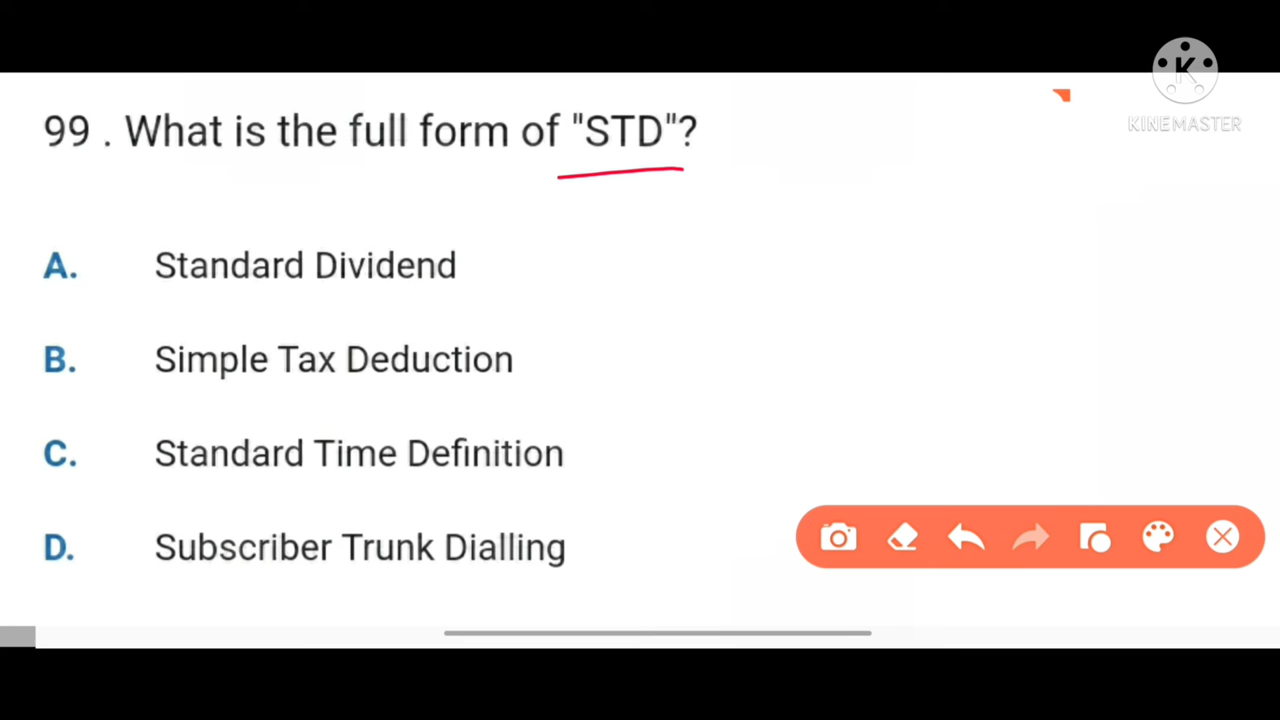 KINEMASTER
99 . What is the full form of "STD"?
A. Standard Dividend
B. Simple Tax Deduction
C. Standard Time Definition
D. Subscriber Trunk Dialling